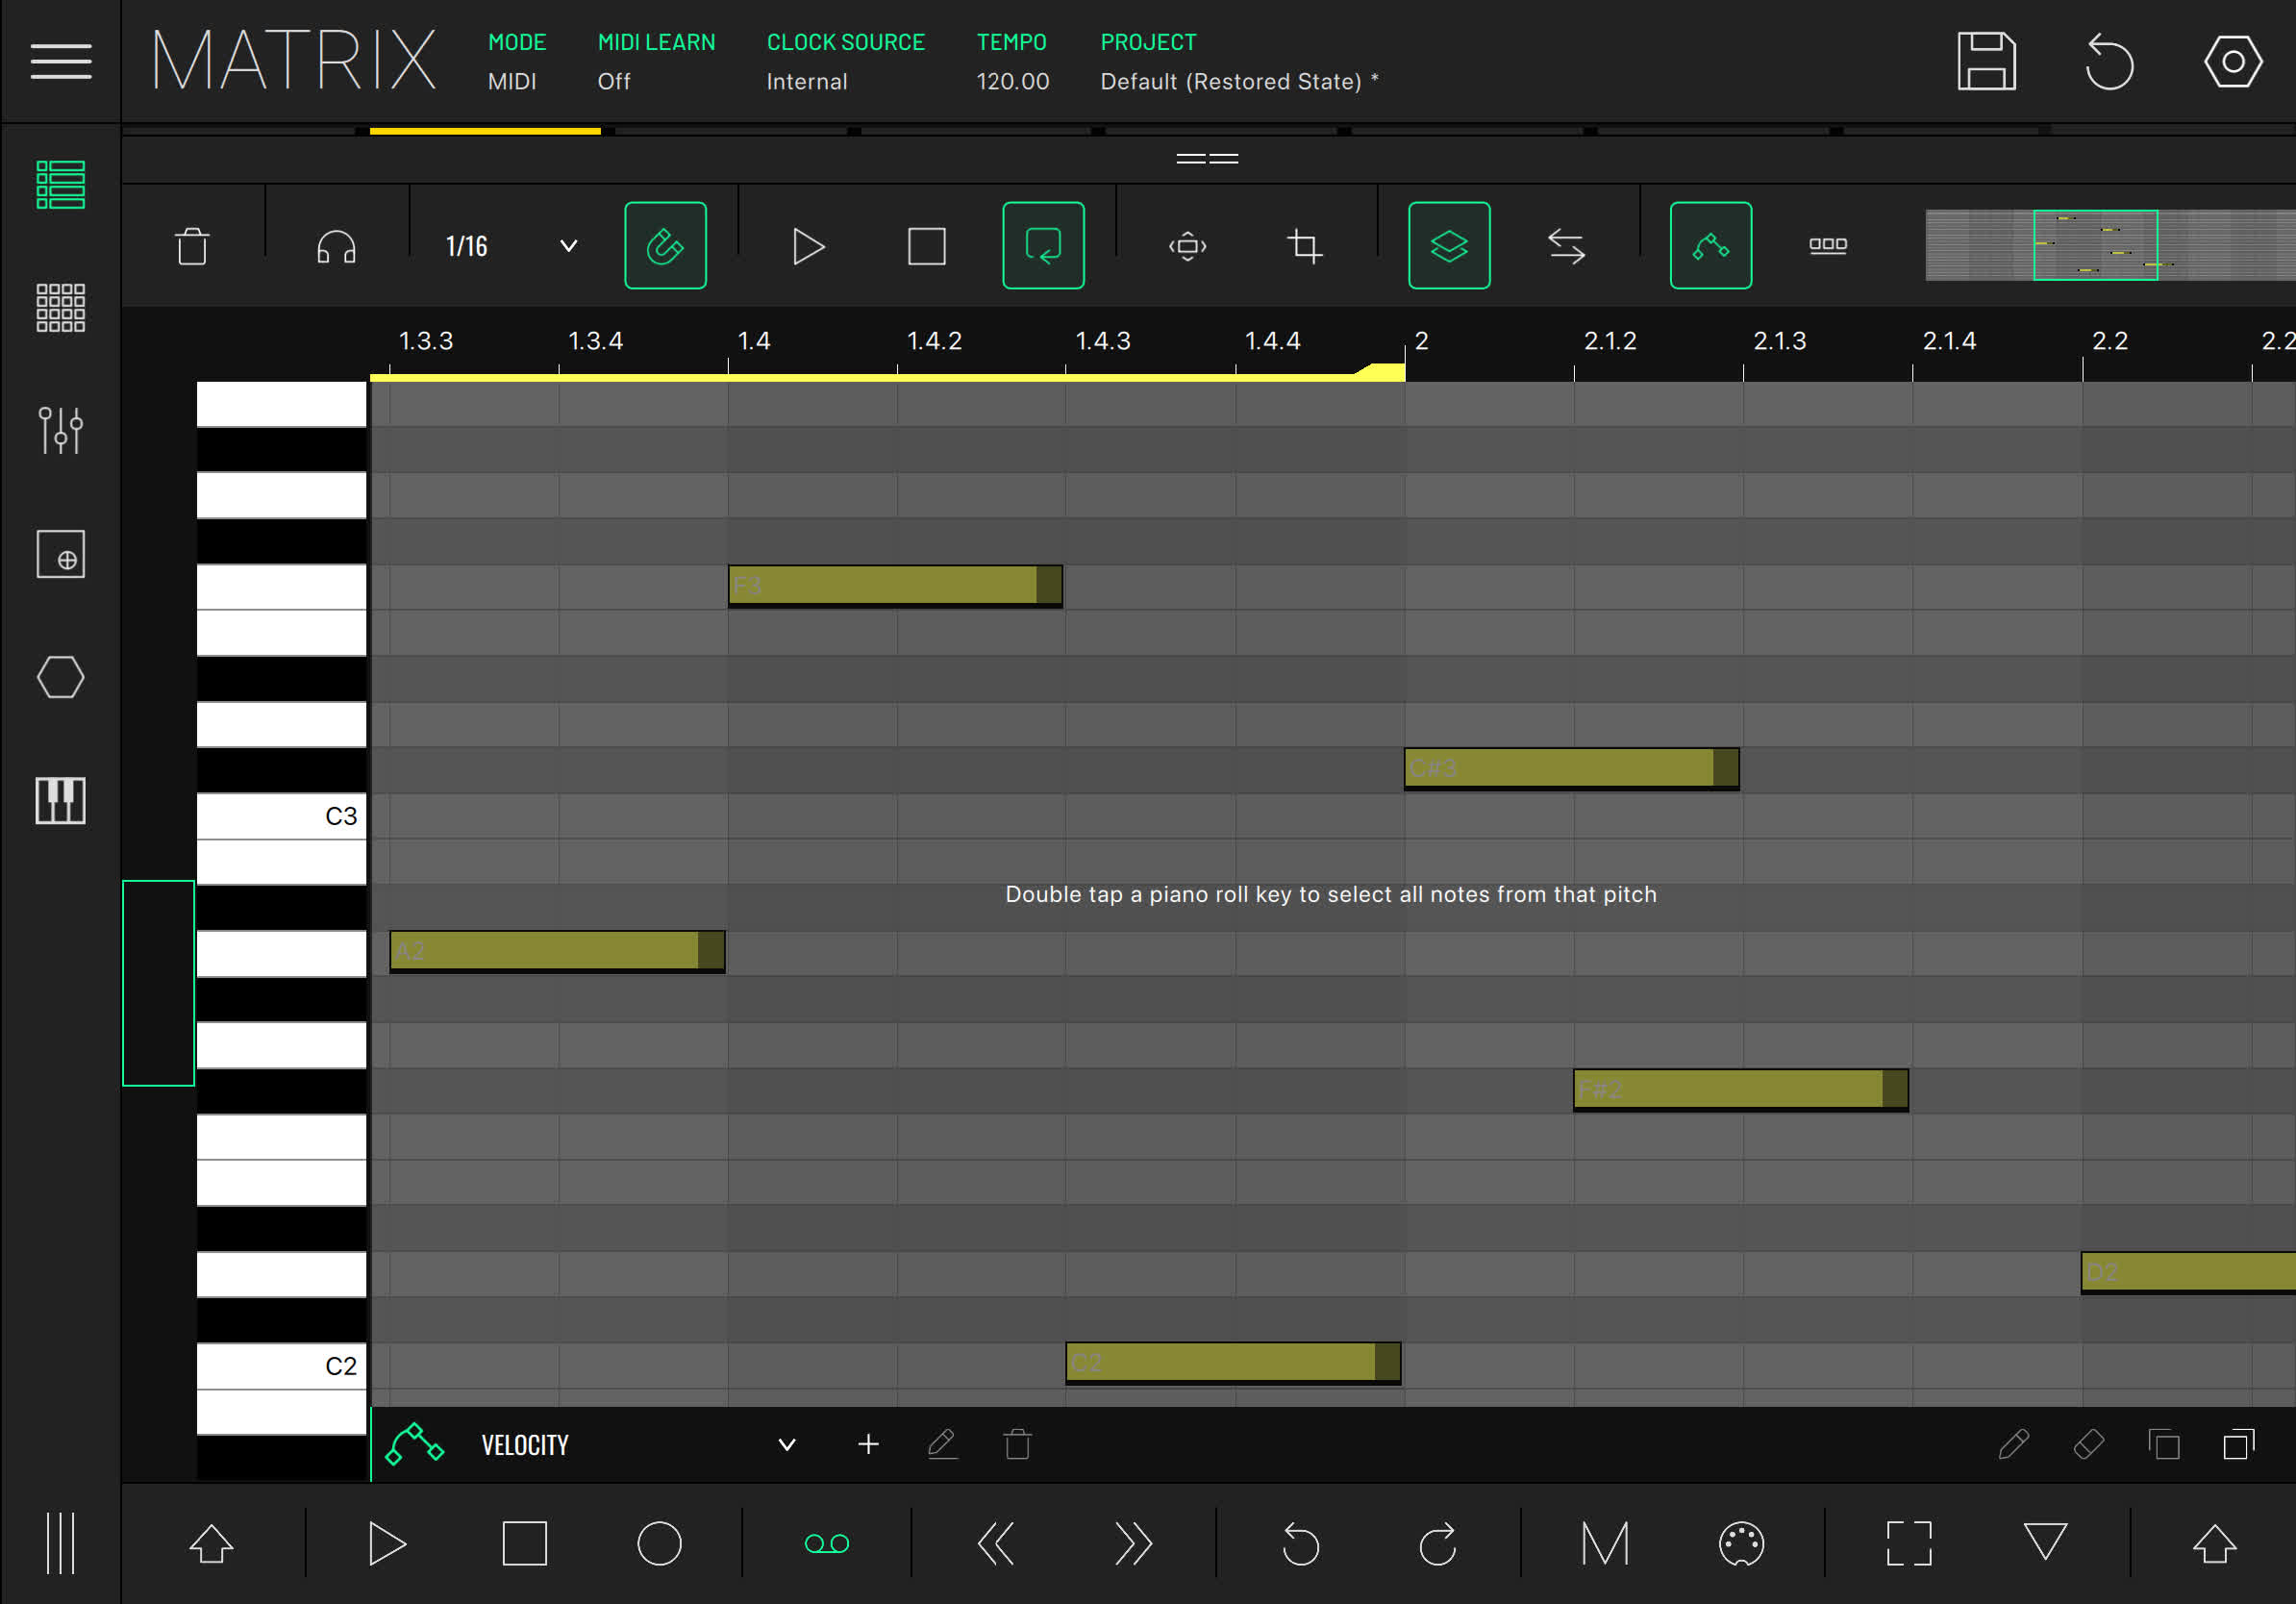 MATRIX
MODE MIDI LEARN CLOCK SOURCE TEMPO PROJECT
MIDI Off Internal 120.00 Default (Restored State) *
1/16
1.3.3 1.3.4 1.4 1.4.2 1.4.3 1.4.4 2 2.1.2 2.1.3 2.1.4 2.2 2.2
F3
C#3
C3
Double tap a piano roll key to select all notes from that pitch
A2
F#2
D2
C2 C2
VELOCITY
M